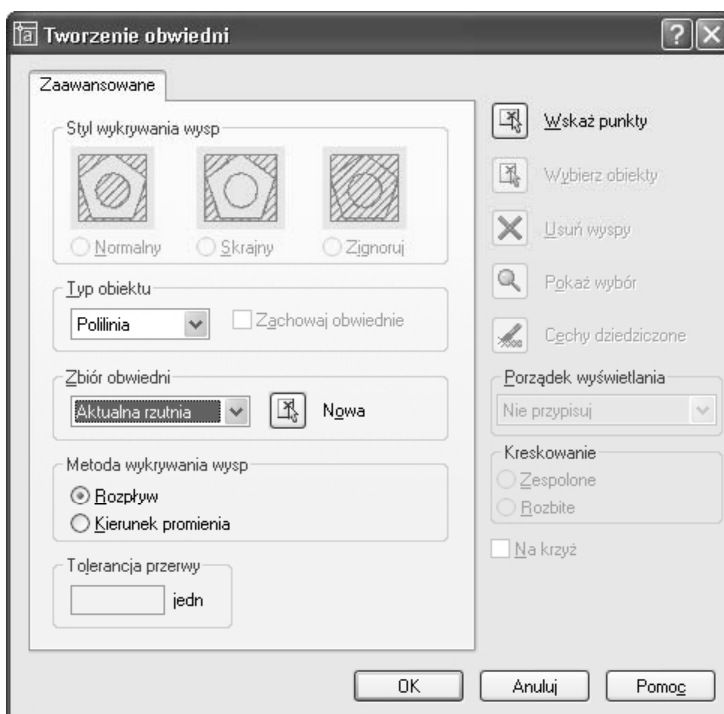 Tworzenie obwiedni
Zaawansowane
Styl wykrywania wysp
Normalny
Skrajny
Zignoruj
Typ obiektu
Polilinia
Zachowaj obwiednie
Zbiór obwiedni
Aktualna rzutnia
Nowa
Metoda wykrywania wysp
Rozpływ
Kierunek promienia
Tolerancja przerwy
jedn
Wskaż punkty
Wybierz obiekty
Usuń wyspy
Pokaż wybór
Cechy dziedziczone
Porządek wyświetlania
Nie przypisuj
Kreskowanie
Zespolone
Rozbite
Na krzyż
OK
Anuluj
Pomoc